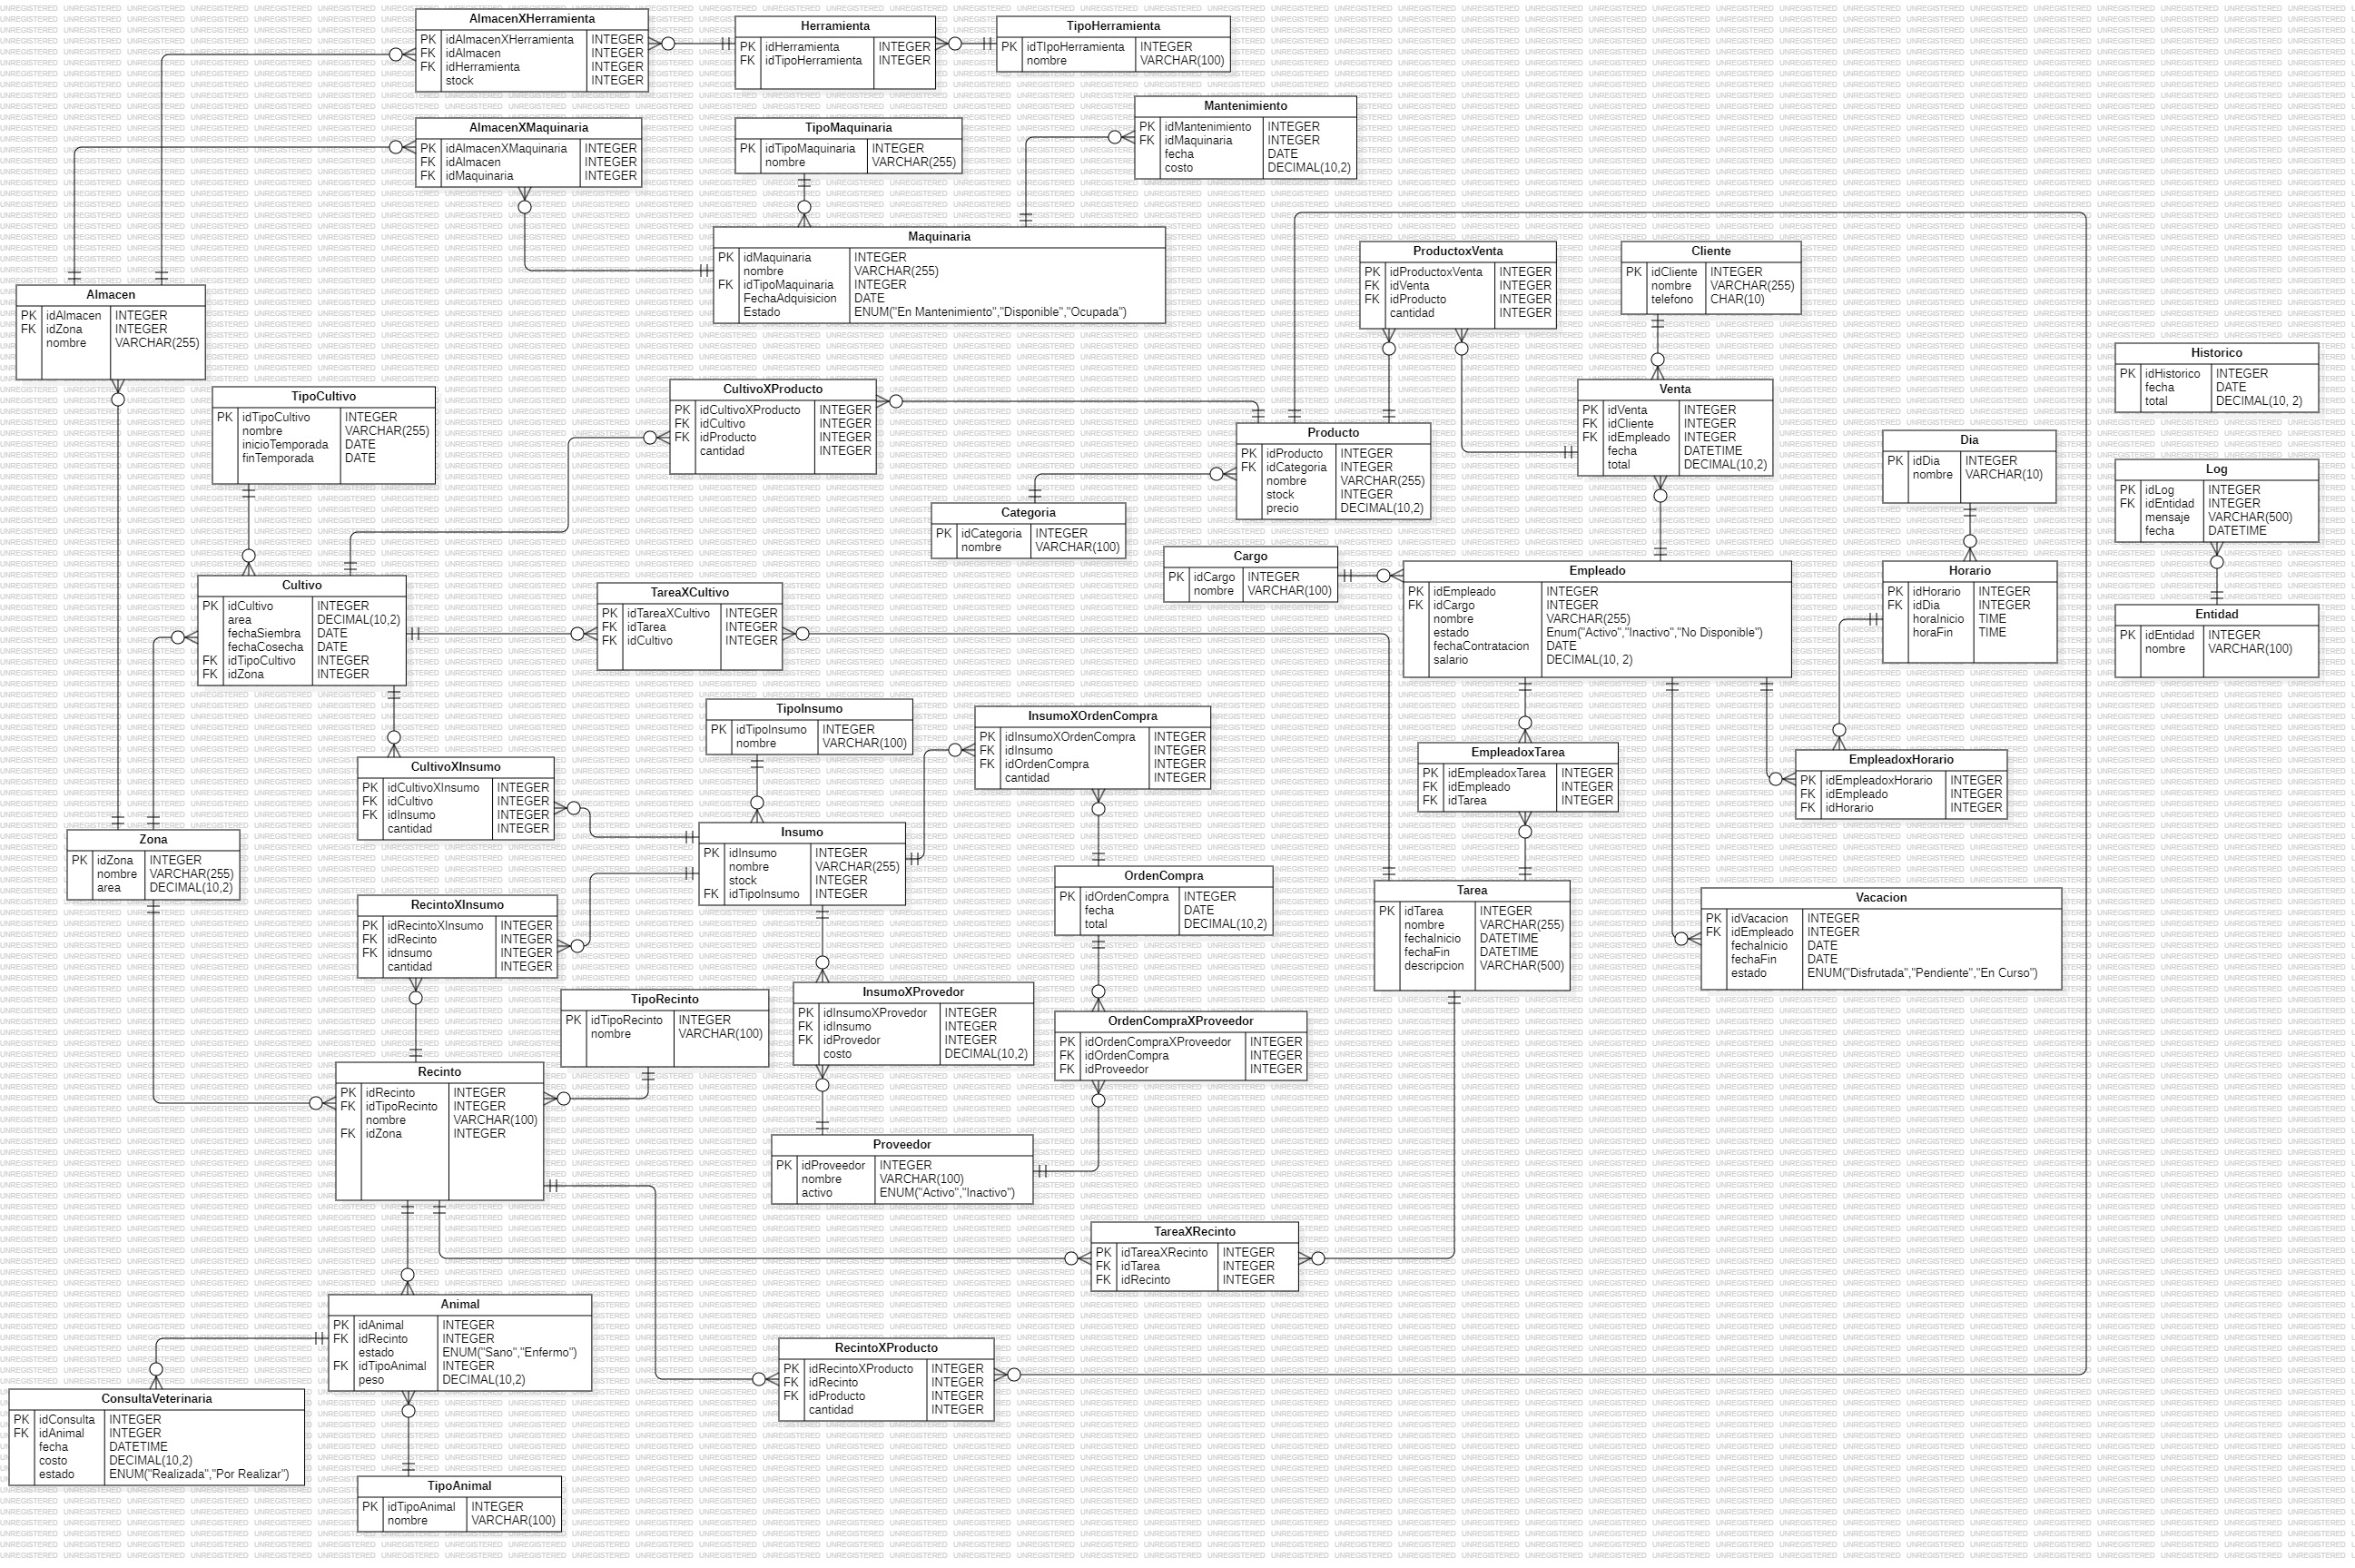 AlmacenXHerramienta
PK idAlmacenXHerramienta INTEGER
FK idAlmacen INTEGER
FK idHerramienta INTEGER
stock INTEGER
Herramienta
PK idHerramienta INTEGER
FK idTipoHerramienta INTEGER
TipoHerramienta
PK idTIpoHerramienta INTEGER
nombre VARCHAR(100)
AlmacenXMaquinaria
PK idAlmacenXMaquinaria INTEGER
FK idAlmacen INTEGER
FK idMaquinaria INTEGER
TipoMaquinaria
PK idTipoMaquinaria INTEGER
nombre VARCHAR(255)
Mantenimiento
PK idMantenimiento INTEGER
FK idMaquinaria INTEGER
fecha DATE
costo DECIMAL(10,2)
Maquinaria
PK idMaquinaria INTEGER
nombre VARCHAR(255)
FK idTipoMaquinaria INTEGER
FechaAdquisicion DATE
Estado ENUM("En Mantenimiento","Disponible","Ocupada")
ProductoxVenta
PK idProductoxVenta INTEGER
FK idVenta INTEGER
FK idProducto INTEGER
cantidad INTEGER
Cliente
PK idCliente INTEGER
nombre VARCHAR(255)
telefono CHAR(10)
Almacen
PK idAlmacen INTEGER
FK idZona INTEGER
nombre VARCHAR(255)
Historico
PK idHistorico INTEGER
fecha DATE
total DECIMAL(10, 2)
TipoCultivo
PK idTipoCultivo INTEGER
nombre VARCHAR(255)
inicioTemporada DATE
finTemporada DATE
CultivoXProducto
PK idCultivoXProducto INTEGER
FK idCultivo INTEGER
FK idProducto INTEGER
cantidad INTEGER
Venta
PK idVenta INTEGER
FK idCliente INTEGER
FK idEmpleado INTEGER
fecha DATETIME
total DECIMAL(10,2)
Producto
PK idProducto INTEGER
FK idCategoria INTEGER
nombre VARCHAR(255)
stock INTEGER
precio DECIMAL(10,2)
Dia
PK idDia INTEGER
nombre VARCHAR(10)
Log
PK idLog INTEGER
FK idEntidad INTEGER
mensaje VARCHAR(500)
fecha DATETIME
Categoria
PK idCategoria INTEGER
nombre VARCHAR(100)
Cargo
PK idCargo INTEGER
nombre VARCHAR(100)
Empleado
PK idEmpleado INTEGER
FK idCargo INTEGER
nombre VARCHAR(255)
estado Enum("Activo","Inactivo","No Disponible")
fechaContratacion DATE
salario DECIMAL(10, 2)
Horario
PK idHorario INTEGER
FK idDia INTEGER
horaInicio TIME
horaFin TIME
Cultivo
PK idCultivo INTEGER
area DECIMAL(10,2)
fechaSiembra DATE
fechaCosecha DATE
FK idTipoCultivo INTEGER
FK idZona INTEGER
TareaXCultivo
PK idTareaXCultivo INTEGER
FK idTarea INTEGER
FK idCultivo INTEGER
Entidad
PK idEntidad INTEGER
nombre VARCHAR(100)
TipoInsumo
PK idTipoInsumo INTEGER
nombre VARCHAR(100)
InsumoXOrdenCompra
PK idInsumoXOrdenCompra INTEGER
FK idInsumo INTEGER
FK idOrdenCompra INTEGER
cantidad INTEGER
EmpleadoxTarea
PK idEmpleadoxTarea INTEGER
FK idEmpleado INTEGER
FK idTarea INTEGER
EmpleadoxHorario
PK idEmpleadoxHorario INTEGER
FK idEmpleado INTEGER
FK idHorario INTEGER
CultivoXInsumo
PK idCultivoXInsumo INTEGER
FK idCultivo INTEGER
FK idInsumo INTEGER
cantidad INTEGER
Zona
PK idZona INTEGER
nombre VARCHAR(255)
area DECIMAL(10,2)
Insumo
PK idInsumo INTEGER
nombre VARCHAR(255)
stock INTEGER
FK idTipoInsumo INTEGER
OrdenCompra
PK idOrdenCompra INTEGER
fecha DATE
total DECIMAL(10,2)
Tarea
PK idTarea INTEGER
nombre VARCHAR(255)
fechaInicio DATETIME
fechaFin DATETIME
descripcion VARCHAR(500)
Vacacion
PK idVacacion INTEGER
FK idEmpleado INTEGER
fechaInicio DATE
fechaFin DATE
estado ENUM("Disfrutada","Pendiente","En Curso")
RecintoXInsumo
PK idRecintoXInsumo INTEGER
FK idRecinto INTEGER
FK idnsumo INTEGER
cantidad INTEGER
TipoRecinto
PK idTipoRecinto INTEGER
nombre VARCHAR(100)
InsumoXProvedor
PK idInsumoXProvedor INTEGER
FK idInsumo INTEGER
FK idProvedor INTEGER
costo DECIMAL(10,2)
OrdenCompraXProveedor
PK idOrdenCompraXProveedor INTEGER
FK idOrdenCompra INTEGER
FK idProveedor INTEGER
Recinto
PK idRecinto INTEGER
FK idTipoRecinto INTEGER
nombre VARCHAR(100)
FK idZona INTEGER
Proveedor
PK idProveedor INTEGER
nombre VARCHAR(100)
activo ENUM("Activo","Inactivo")
TareaXRecinto
PK idTareaXRecinto INTEGER
FK idTarea INTEGER
FK idRecinto INTEGER
Animal
PK idAnimal INTEGER
FK idRecinto INTEGER
estado ENUM("Sano","Enfermo")
FK idTipoAnimal INTEGER
peso DECIMAL(10,2)
RecintoXProducto
PK idRecintoXProducto INTEGER
FK idRecinto INTEGER
FK idProducto INTEGER
cantidad INTEGER
ConsultaVeterinaria
PK idConsulta INTEGER
FK idAnimal INTEGER
fecha DATETIME
costo DECIMAL(10,2)
estado ENUM("Realizada","Por Realizar")
TipoAnimal
PK idTipoAnimal INTEGER
nombre VARCHAR(100)
UNREGISTERED